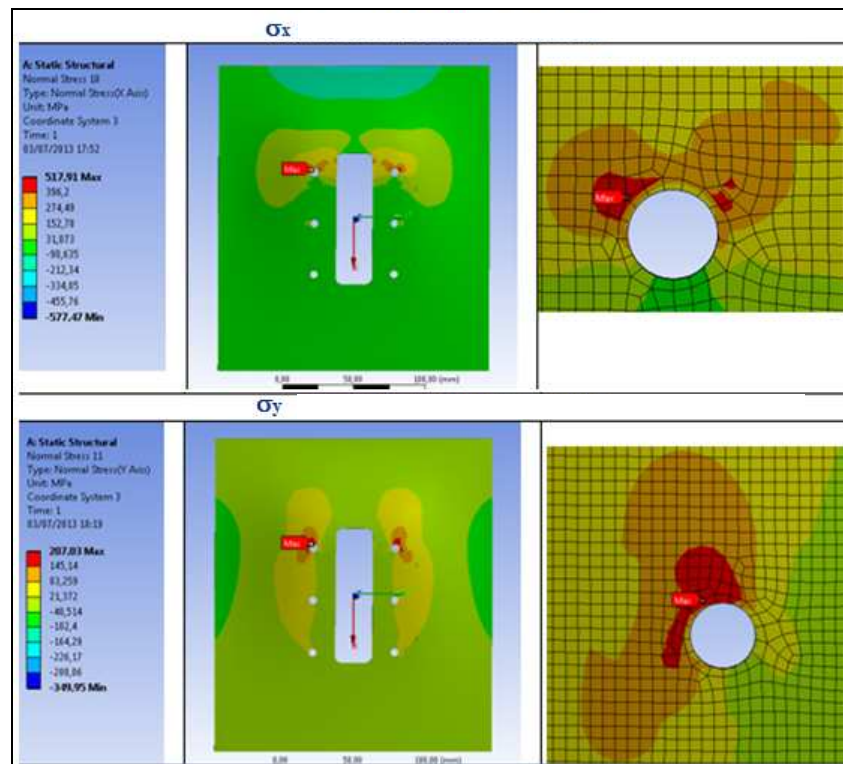 σx
A: Static Structural
Normal Stress 10
Type: Normal Stress(X Axis)
Unit: MPa
Coordinate System 3
Time: 1
03/07/2013 17:52
517,91 Max
396,2
274,49
152,78
31,073
-90,635
-212,34
-334,05
-455,76
-577,47 Min
Max
Max
0,00 50,00 100,00 (mm)
σy
A: Static Structural
Normal Stress 11
Type: Normal Stress(Y Axis)
Unit: MPa
Coordinate System 3
Time: 1
03/07/2013 18:19
207,03 Max
145,14
83,259
21,372
-40,514
-102,4
-164,29
-226,17
-288,06
-349,95 Min
Max
Max
0,00 50,00 100,00 (mm)